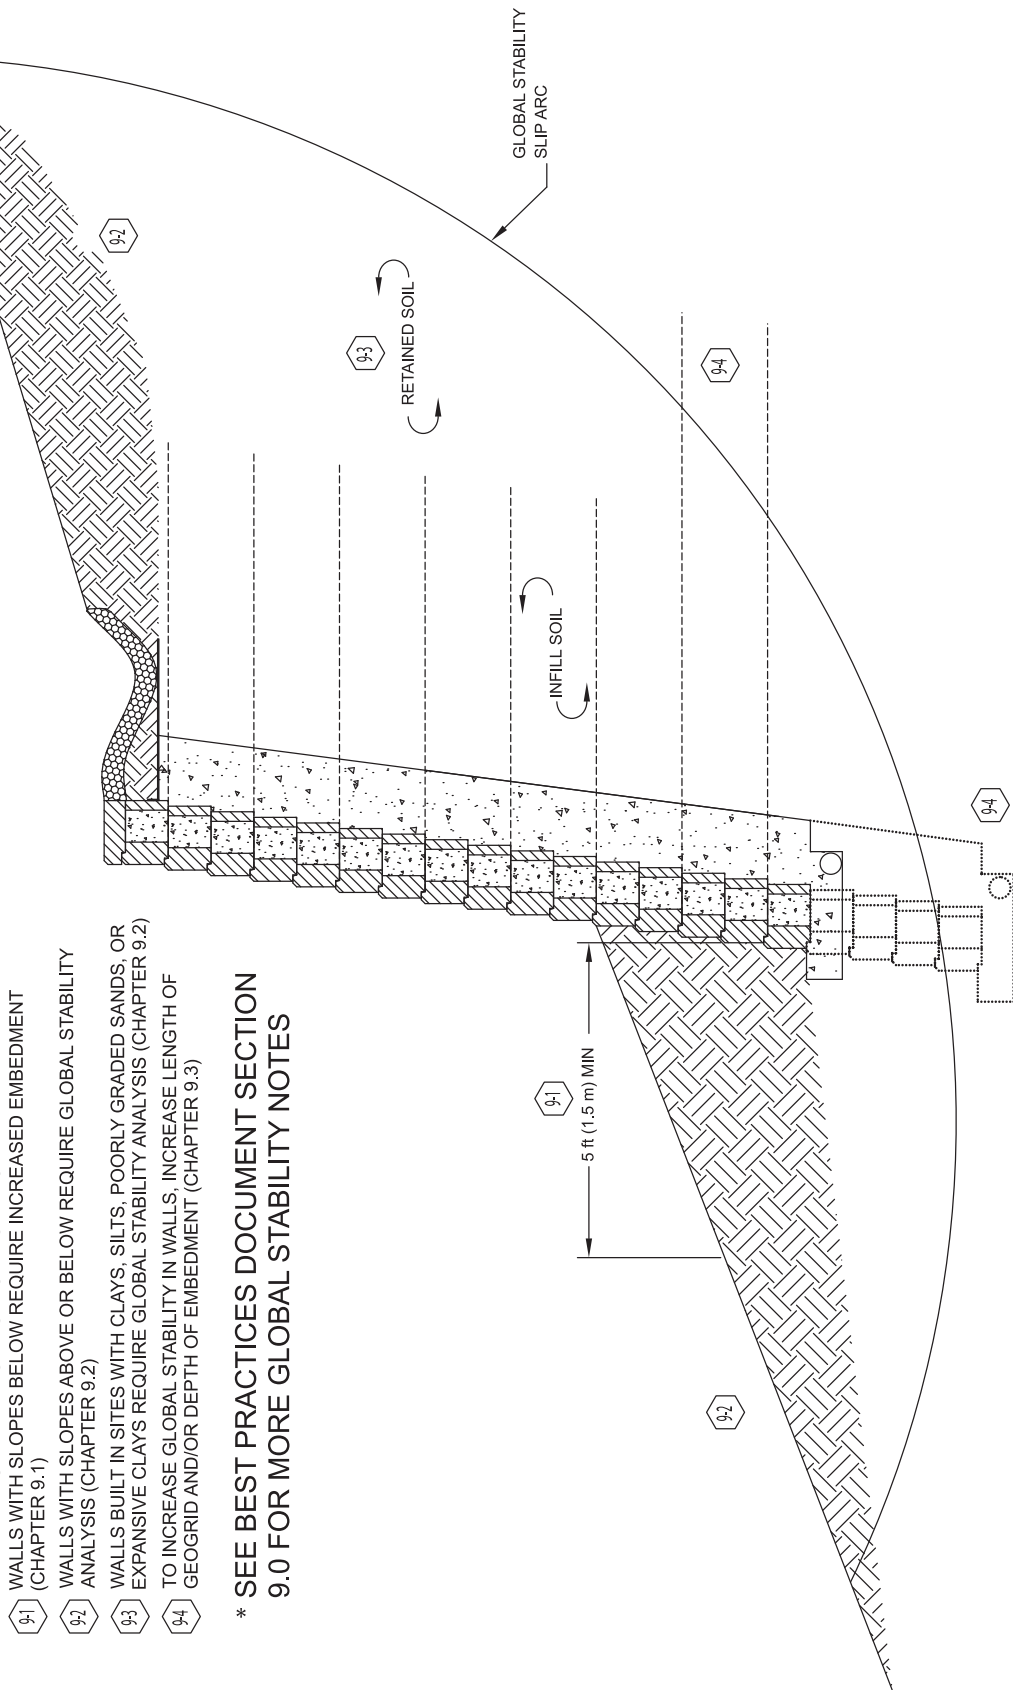 9-1
WALLS WITH SLOPES BELOW REQUIRE INCREASED EMBEDMENT
(CHAPTER 9.1)
9-2
WALLS WITH SLOPES ABOVE OR BELOW REQUIRE GLOBAL STABILITY
ANALYSIS (CHAPTER 9.2)
9-3
WALLS BUILT IN SITES WITH CLAYS, SILTS, POORLY GRADED SANDS, OR
EXPANSIVE CLAYS REQUIRE GLOBAL STABILITY ANALYSIS (CHAPTER 9.2)
9-4
TO INCREASE GLOBAL STABILITY IN WALLS, INCREASE LENGTH OF
GEOGRID AND/OR DEPTH OF EMBEDMENT (CHAPTER 9.3)
* SEE BEST PRACTICES DOCUMENT SECTION
9.0 FOR MORE GLOBAL STABILITY NOTES
9-2
9-3
RETAINED SOIL
GLOBAL STABILITY
SLIP ARC
INFILL SOIL
9-4
9-1
5 ft (1.5 m) MIN
9-2
9-4